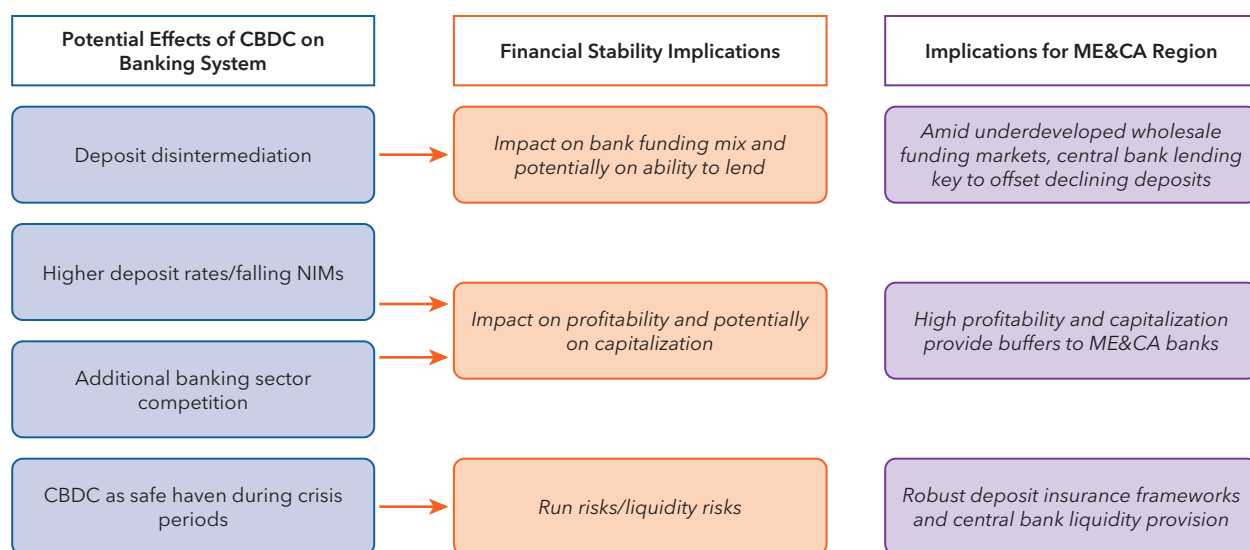 Potential Effects of CBDC on
Banking System
Financial Stability Implications
Implications for ME&CA Region
Deposit disintermediation
Impact on bank funding mix and
potentially on ability to lend
Amid underdeveloped wholesale
funding markets, central bank lending
key to offset declining deposits
Higher deposit rates/falling NIMs
Additional banking sector
competition
Impact on profitability and potentially
on capitalization
High profitability and capitalization
provide buffers to ME&CA banks
CBDC as safe haven during crisis
periods
Run risks/liquidity risks
Robust deposit insurance frameworks
and central bank liquidity provision